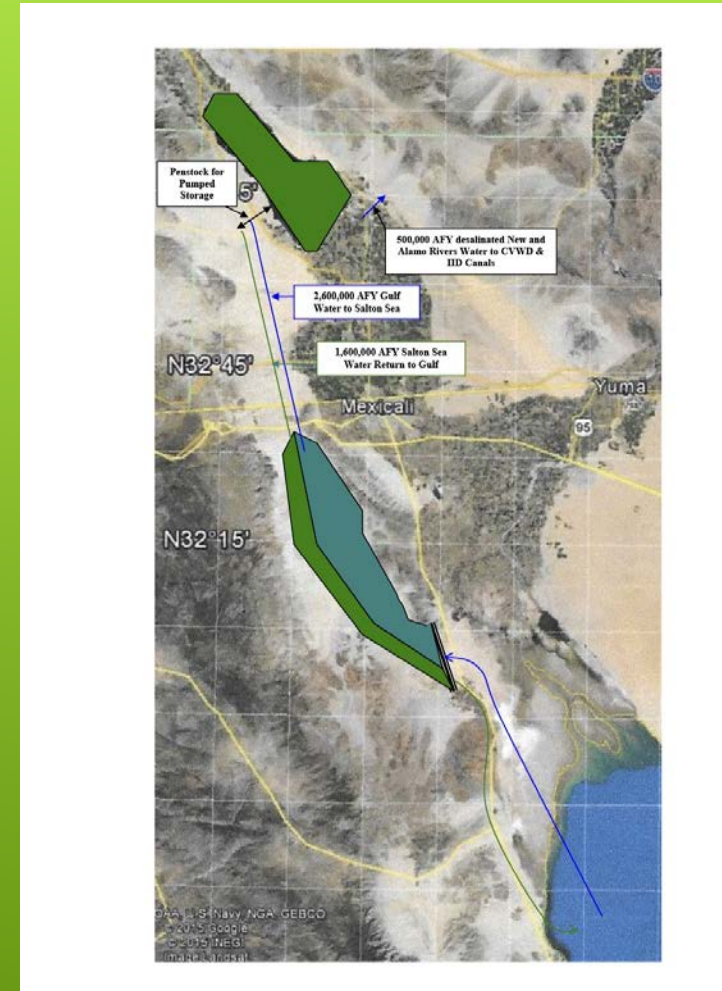 Penstock for
Pumped
Storage
5'
500,000 AFY desalinated New and
Alamo Rivers Water to CVWD &
IID Canals
2,600,000 AFY Gulf
Water to Salton Sea
1,600,000 AFY Salton Sea
Water Return to Gulf
N32°45'
Yuma
Mexicali
95
N32°15'
U.S. Navy, NGA, GEBCO
© 2015 Google
© 2015 INEGI
Image Landsat